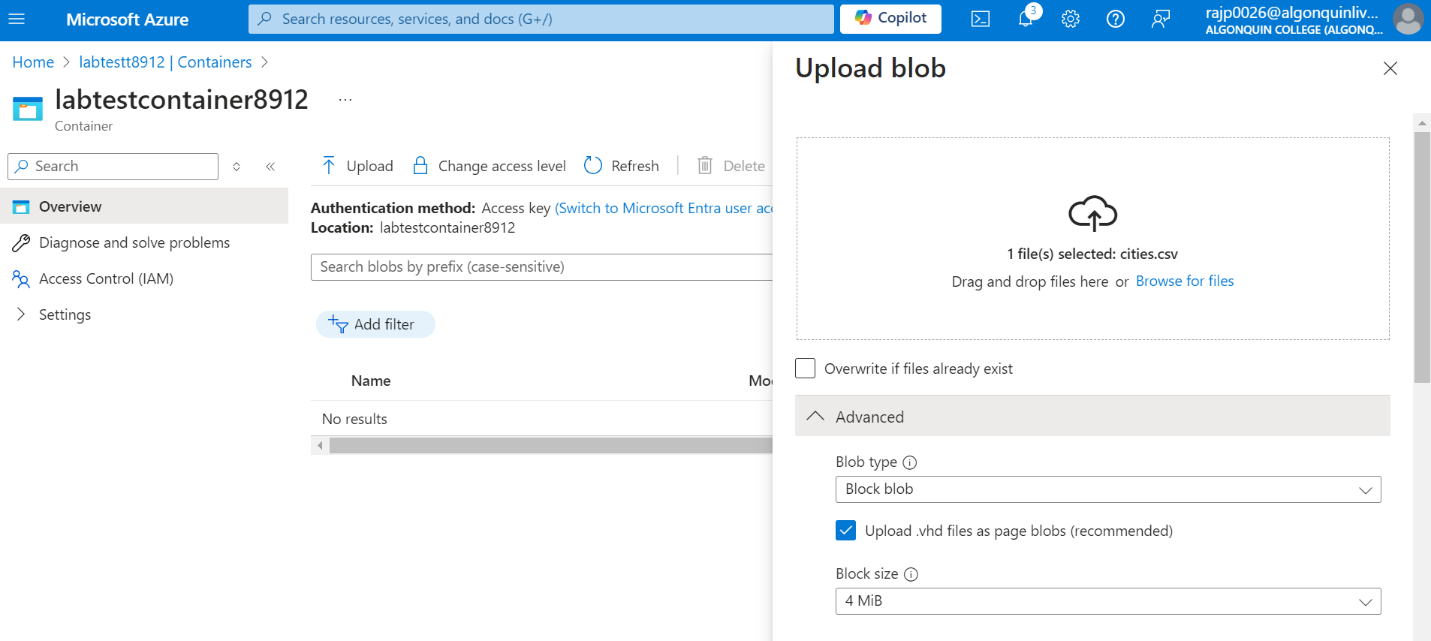 Microsoft Azure
Search resources, services, and docs (G+/)
Copilot
3
rajp0026@algonquinliv...
ALGONQUIN COLLEGE (ALGONQ...
Home > labtestt8912 | Containers >
labtestcontainer8912 ...
Container
Search
Overview
Diagnose and solve problems
Access Control (IAM)
Settings
Upload
Change access level
Refresh
Delete
Authentication method: Access key (Switch to Microsoft Entra user acc
Location: labtestcontainer8912
Search blobs by prefix (case-sensitive)
Add filter
Name Mo
No results
Upload blob
1 file(s) selected: cities.csv
Drag and drop files here or Browse for files
Overwrite if files already exist
Advanced
Blob type
Block blob
Upload .vhd files as page blobs (recommended)
Block size
4 MiB